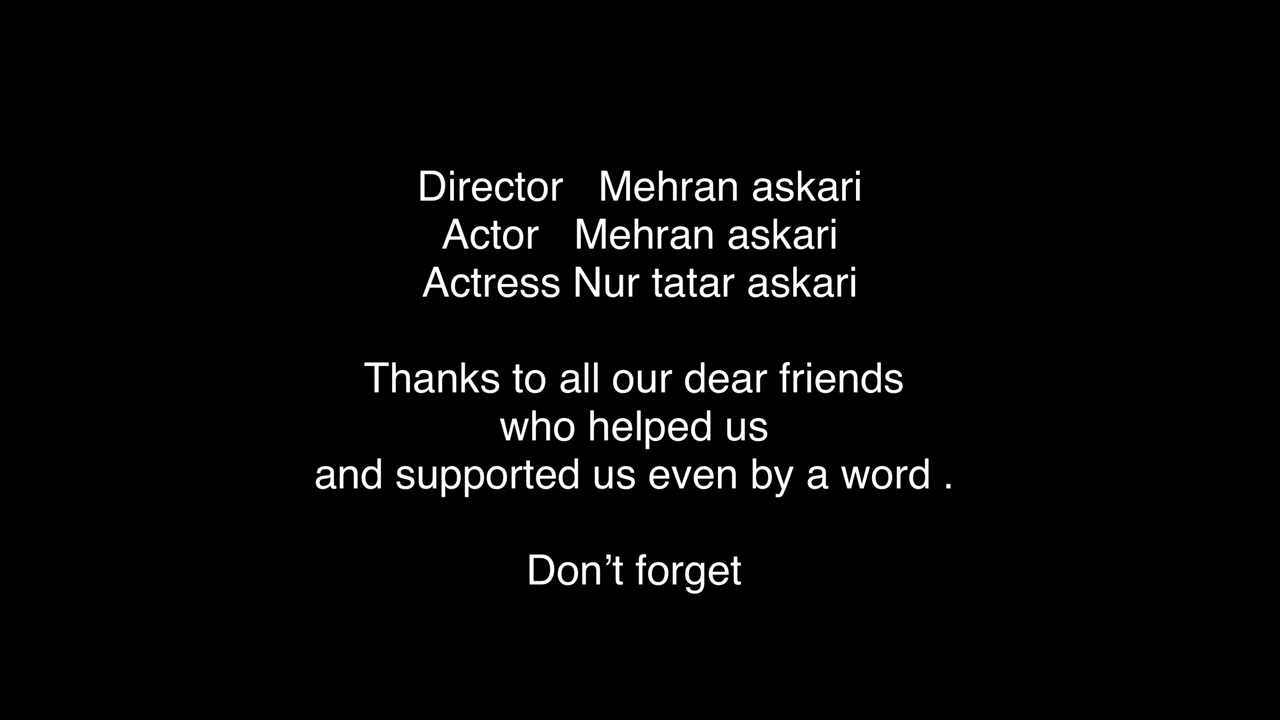 Director   Mehran askari
Actor   Mehran askari
Actress Nur tatar askari
Thanks to all our dear friends
who helped us
and supported us even by a word .
Don’t forget